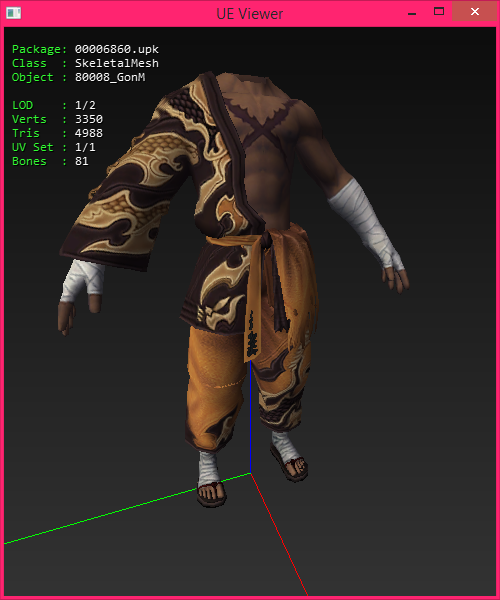 UE Viewer
Package: 00006860.upk
Class  : SkeletalMesh
Object : 80008_GonM
LOD    : 1/2
Verts  : 3350
Tris   : 4988
UV Set : 1/1
Bones  : 81